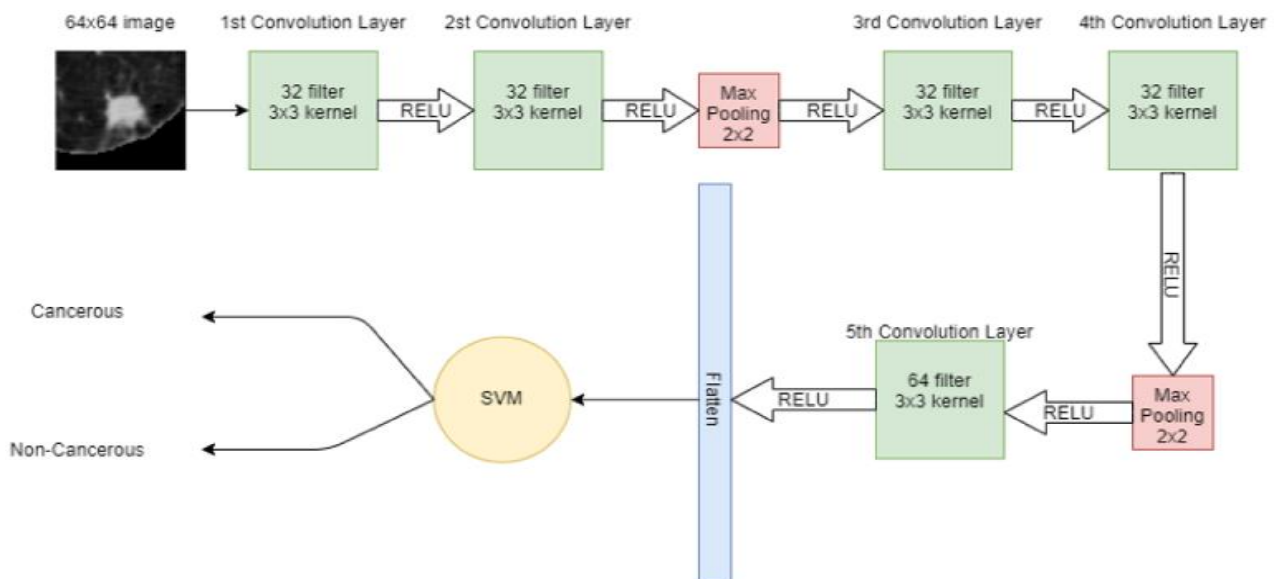 64x64 image
1st Convolution Layer
2st Convolution Layer
3rd Convolution Layer
4th Convolution Layer
32 filter
3x3 kernel
RELU
32 filter
3x3 kernel
RELU
Max
Pooling
2x2
RELU
32 filter
3x3 kernel
RELU
32 filter
3x3 kernel
RELU
Max
Pooling
2x2
RELU
5th Convolution Layer
64 filter
3x3 kernel
RELU
Flatten
SVM
Cancerous
Non-Cancerous